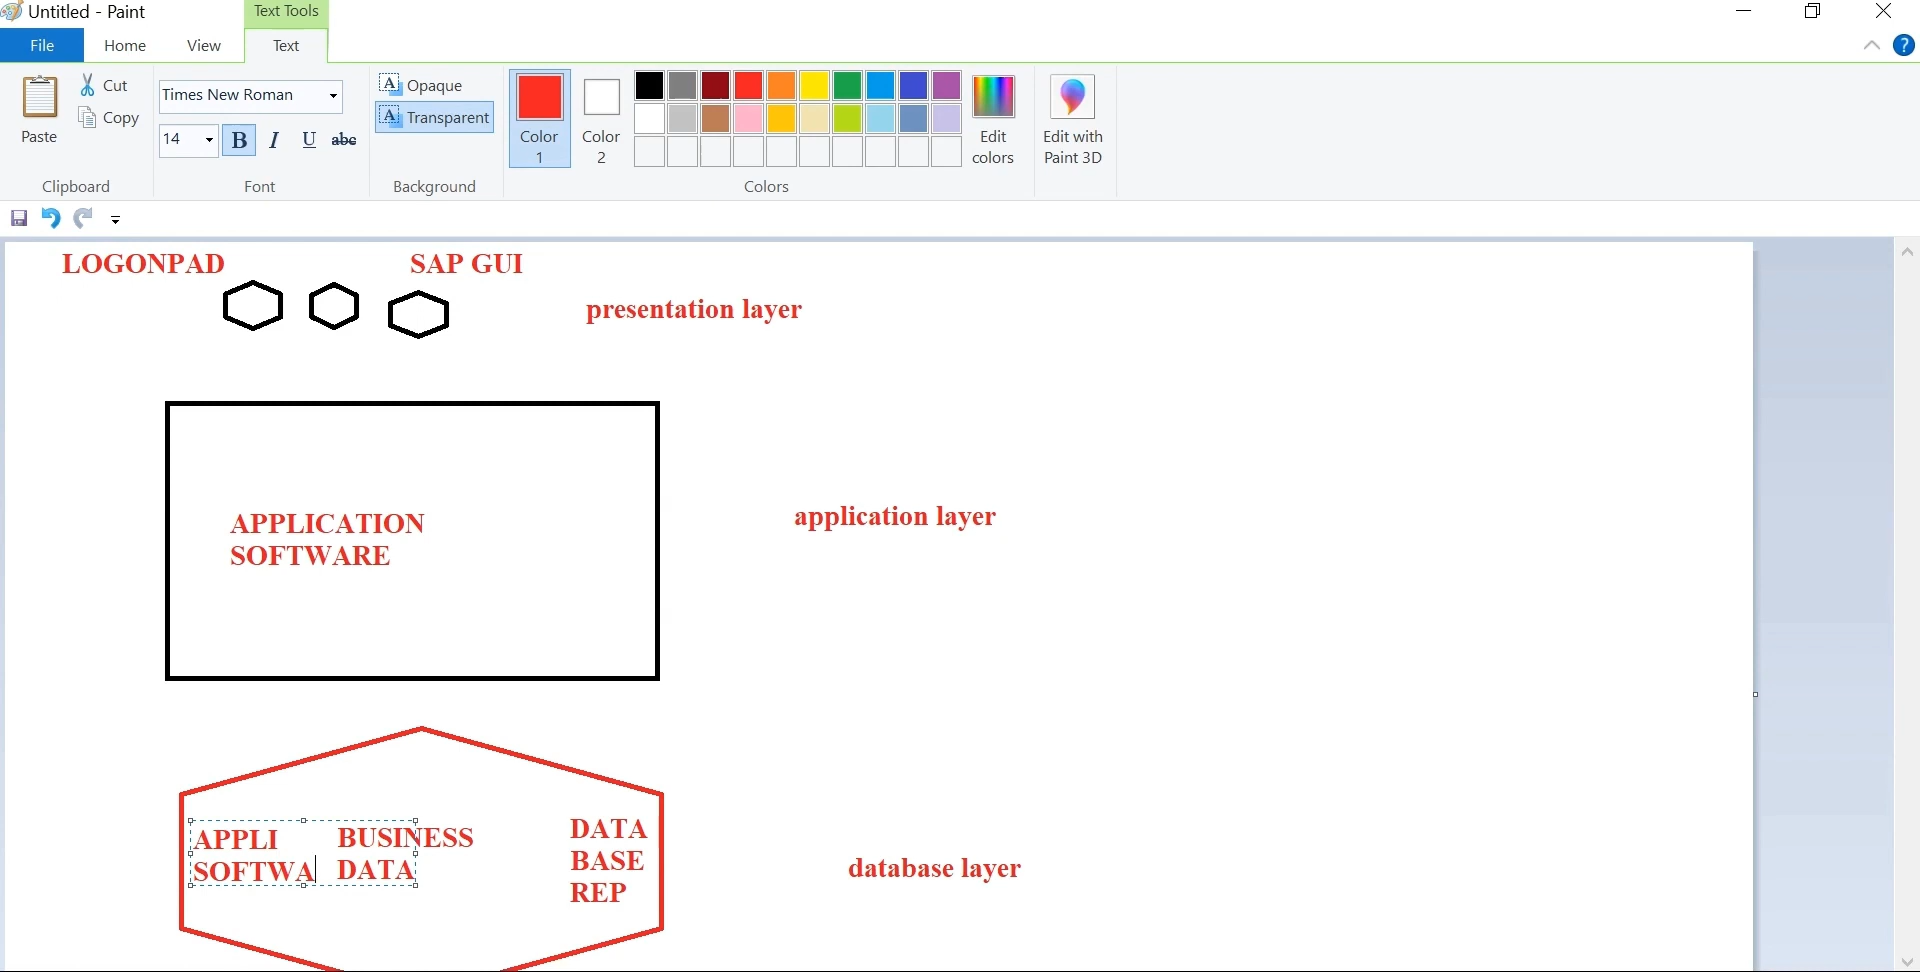 Untitled - Paint
Text Tools
File
Home
View
Text
?
Paste
Cut
Copy
Clipboard
Times New Roman
14
B
I
U
abc
Font
A Opaque
A Transparent
Background
Color
1
Color
2
Edit
colors
Colors
Edit with
Paint 3D
LOGONPAD
SAP GUI
presentation layer
APPLICATION
SOFTWARE
application layer
APPLI
SOFTWA
BUSINESS
DATA
DATA
BASE
REP
database layer